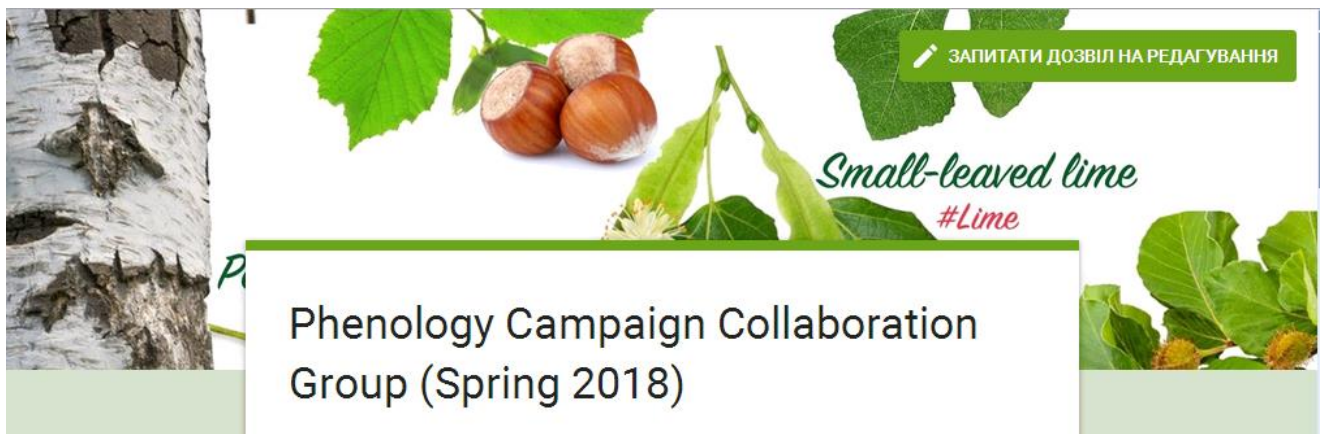 ЗАПИТАТИ ДОЗВІЛ НА РЕДАГУВАННЯ
Small-leaved lime
#Lime
Phenology Campaign Collaboration
Group (Spring 2018)